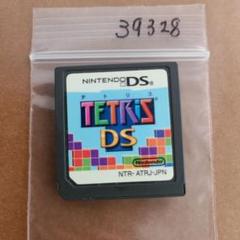 39328
NINTENDO DS
テトリス
TETRiS
DS
Nintendo
NTR-ATRJ-JPN